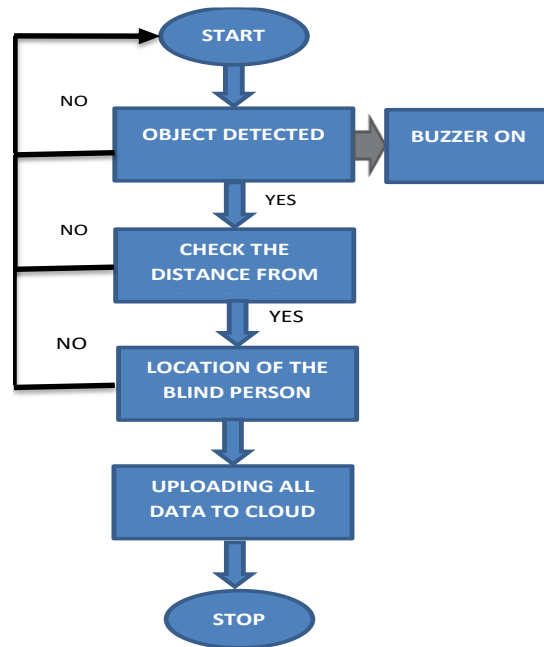 START
NO
OBJECT DETECTED
BUZZER ON
YES
NO
CHECK THE
DISTANCE FROM
YES
NO
LOCATION OF THE
BLIND PERSON
UPLOADING ALL
DATA TO CLOUD
STOP